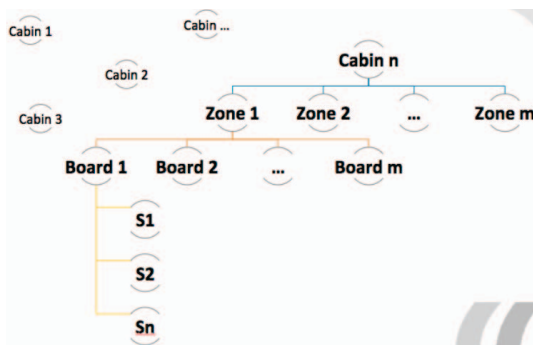 Cabin 1
Cabin ...
Cabin n
Cabin 2
Cabin 3
Zone 1
Zone 2
...
Zone m
Board 1
Board 2
...
Board m
S1
S2
Sn